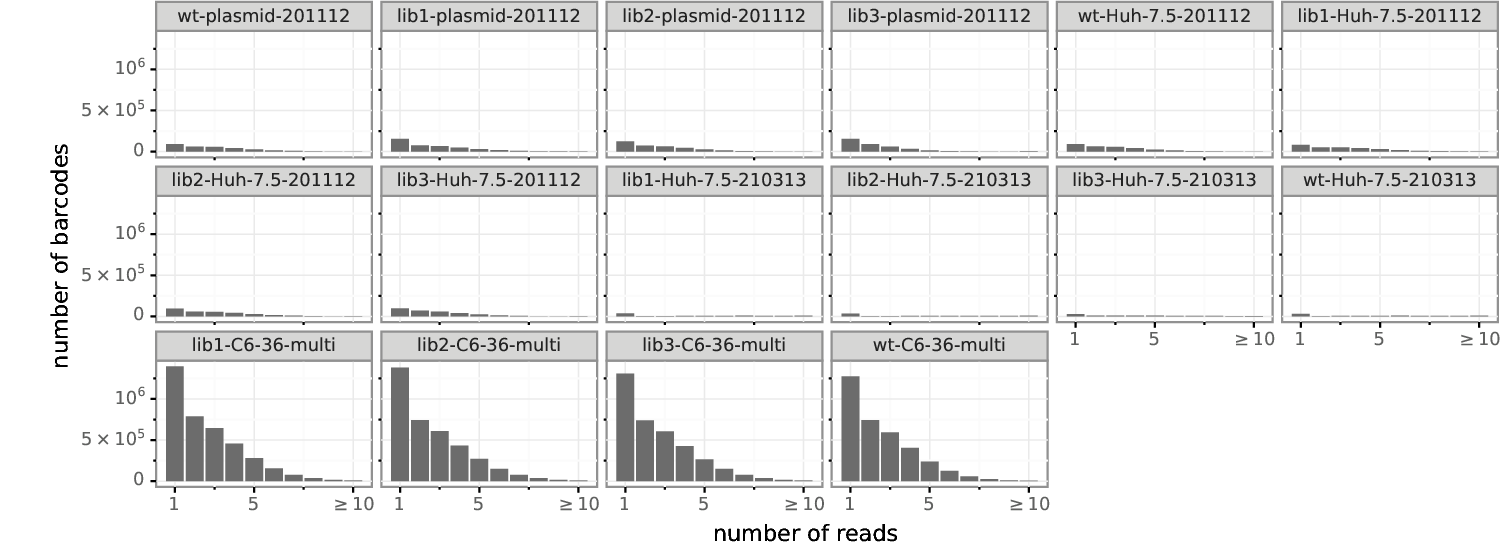 wt-plasmid-201112 lib1-plasmid-201112 lib2-plasmid-201112 lib3-plasmid-201112 wt-Huh-7.5-201112 lib1-Huh-7.5-201112
10⁶
5 × 10⁵
0
lib2-Huh-7.5-201112 lib3-Huh-7.5-201112 lib1-Huh-7.5-210313 lib2-Huh-7.5-210313 lib3-Huh-7.5-210313 wt-Huh-7.5-210313
number of barcodes
10⁶
5 × 10⁵
0
1 5 ≥ 10 1 5 ≥ 10
lib1-C6-36-multi lib2-C6-36-multi lib3-C6-36-multi wt-C6-36-multi
10⁶
5 × 10⁵
0
1 5 ≥ 10 1 5 ≥ 10 1 5 ≥ 10 1 5 ≥ 10
number of reads